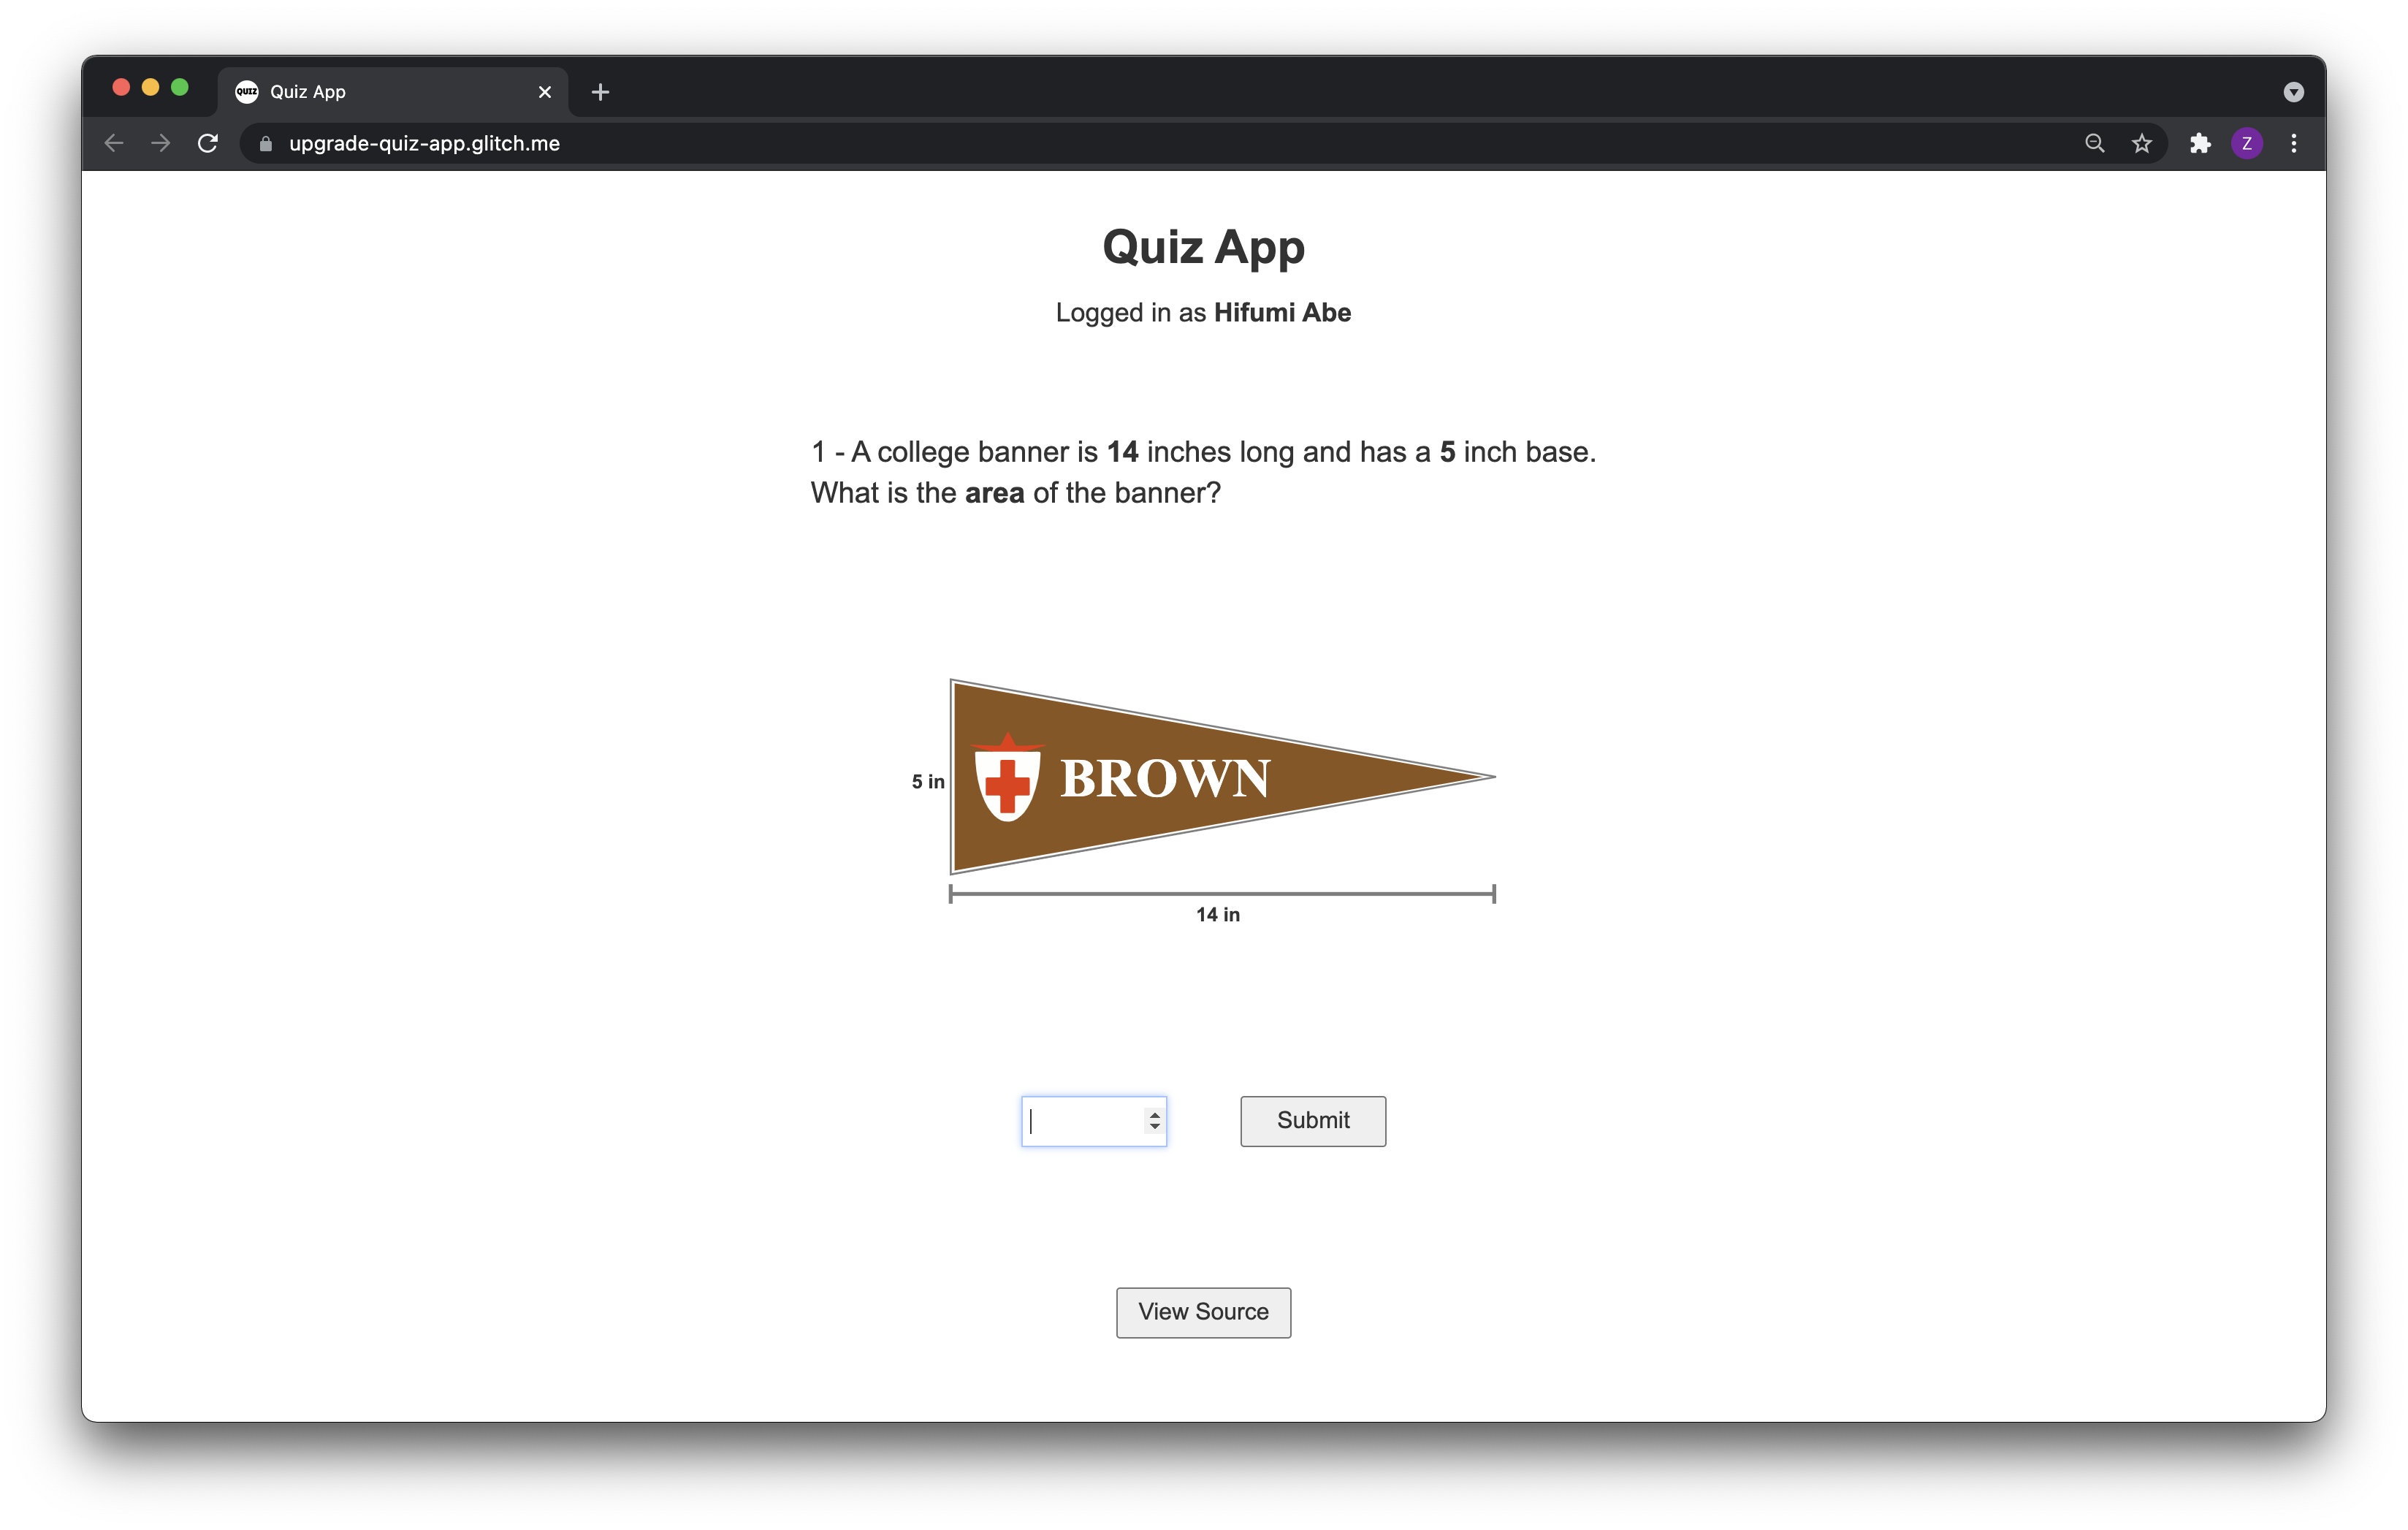 QUIZ Quiz App
upgrade-quiz-app.glitch.me
Z
Quiz App
Logged in as Hifumi Abe
1 - A college banner is 14 inches long and has a 5 inch base.
What is the area of the banner?
5 in
BROWN
14 in
Submit
View Source